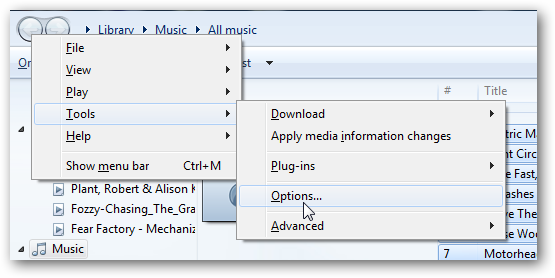 Library Music All music
File
View
Play
Tools
Help
Show menu bar Ctrl+M
Download
Apply media information changes
Plug-ins
Options...
Advanced
# Title
Plant, Robert & Alison K
Fozzy-Chasing_The_Gra
Fear Factory - Mechaniz
Music
7 Motorhead